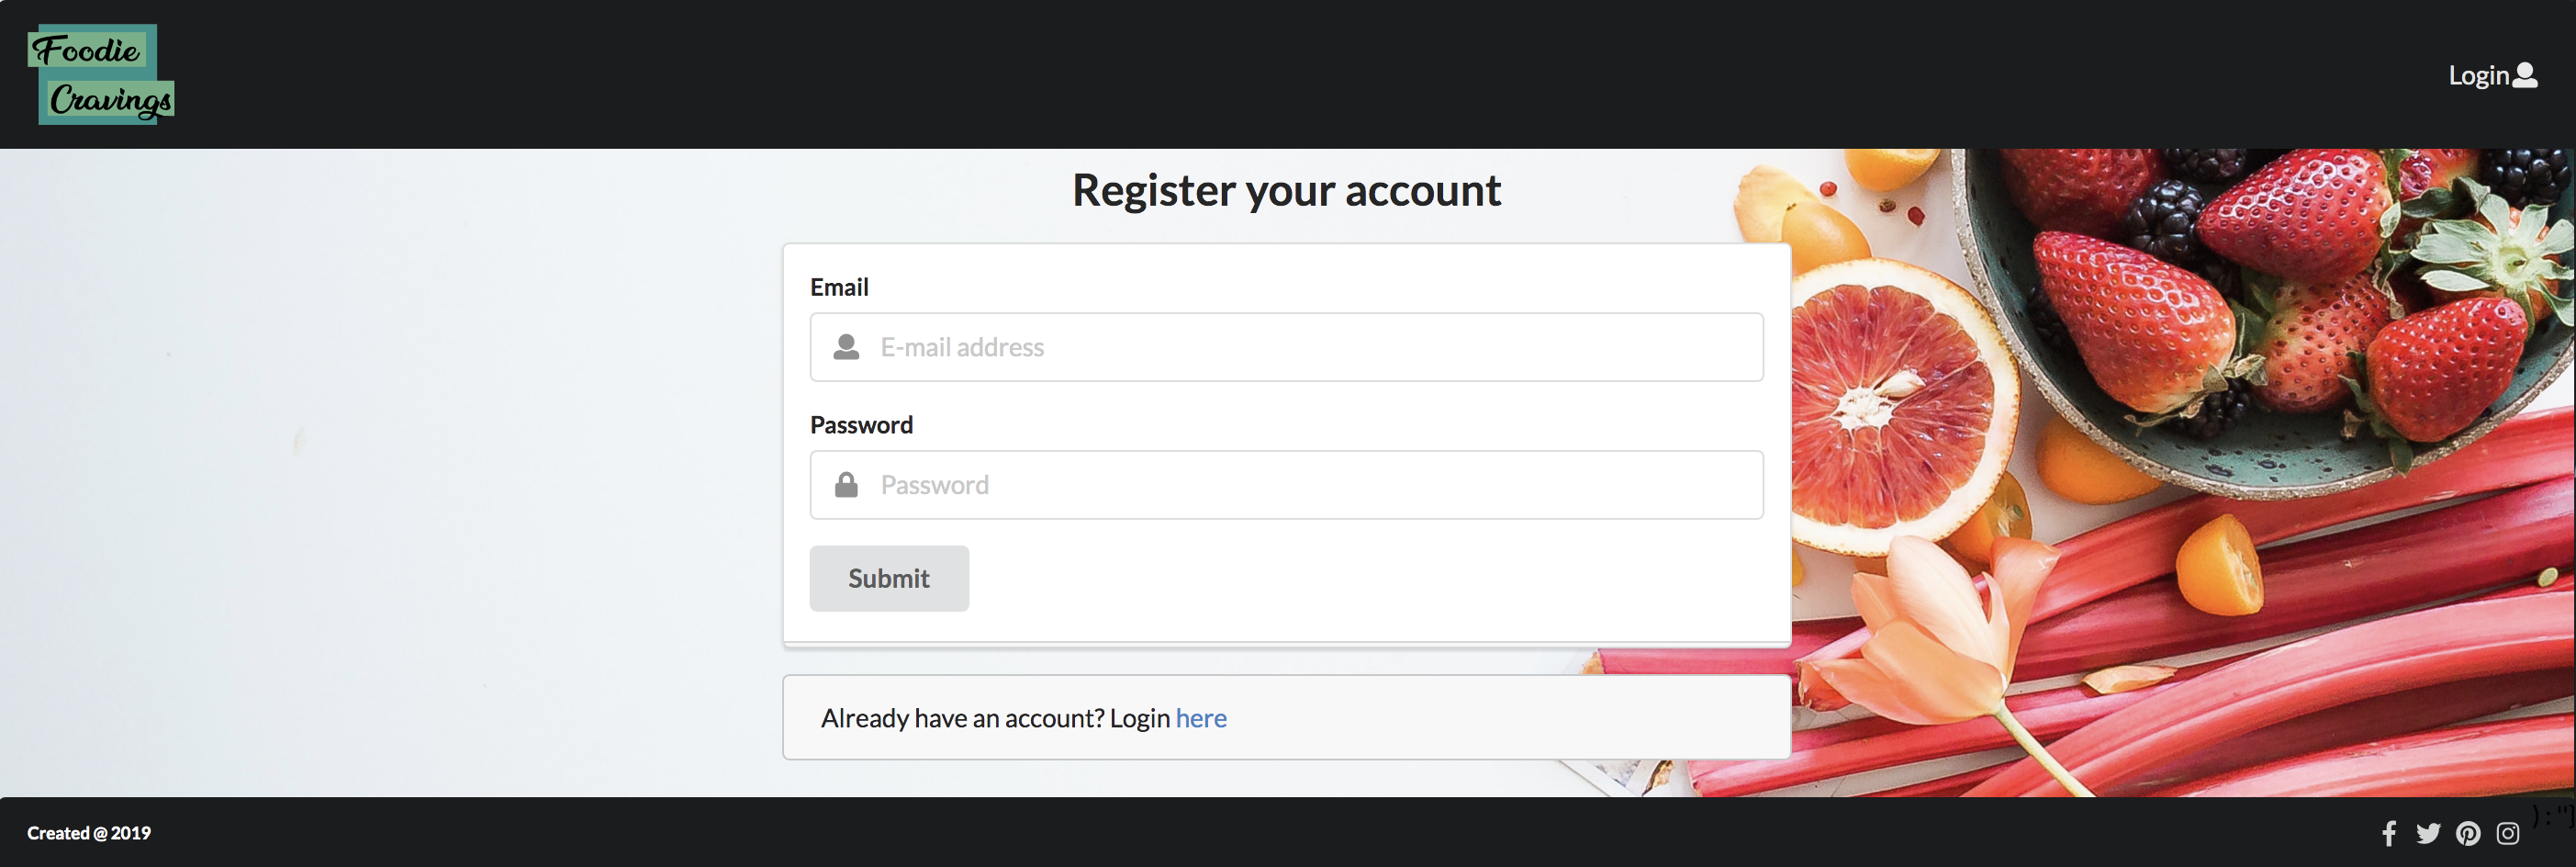 Foodie
Cravings
Login
Register your account
Email
E-mail address
Password
Password
Submit
Already have an account? Login here
Created @ 2019
):"}